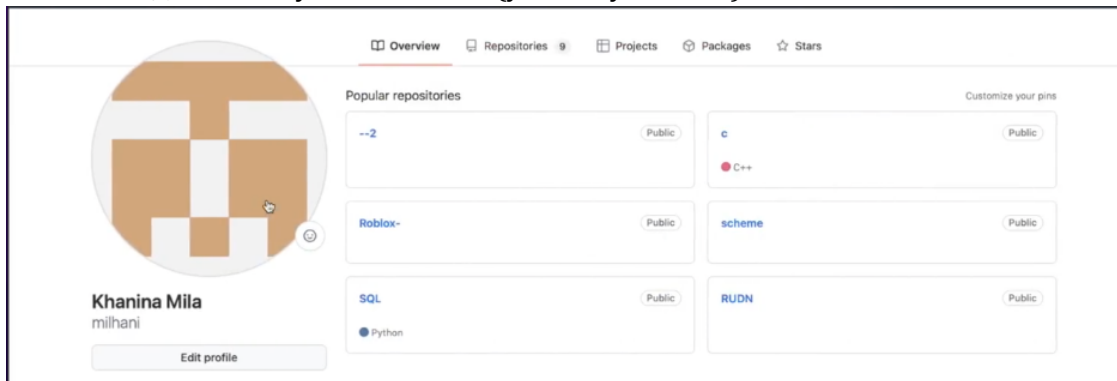 Overview Repositories 9 Projects Packages Stars
Popular repositories Customize your pins
--2 Public
c Public
C++
Roblox- Public
scheme Public
SQL Public
Python
RUDN Public
Khanina Mila
milhani
Edit profile